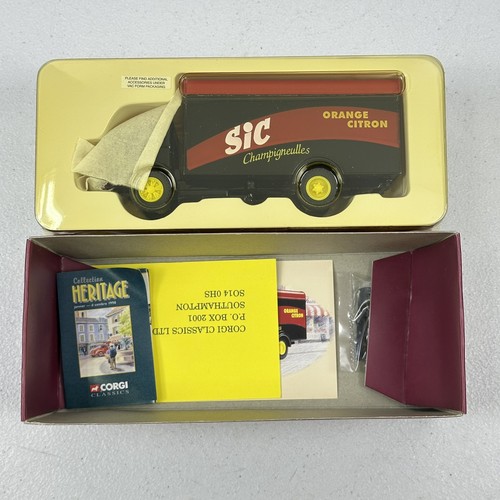 PLEASE FIND ADDITIONAL
ACCESSORIES UNDER
VAC FORM PACKAGING
SiC
Champigneulles
ORANGE
CITRON
Collection
HERITAGE
CORGI
CLASSICS
CORGI CLASSICS LTD
P.O. BOX 2001
SOUTHAMPTON
SO14 0HS
ORANGE
CITRON